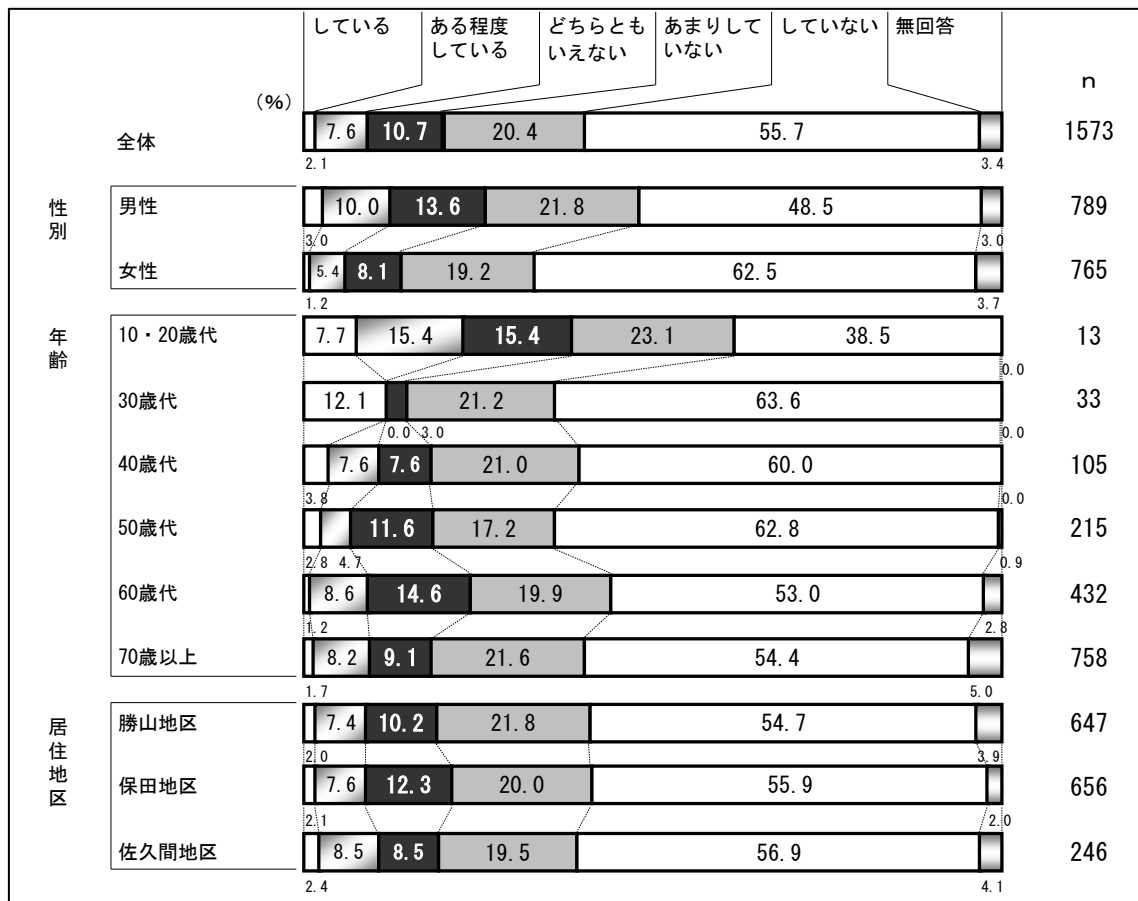 している ある程度している どちらともいえない あまりしていない していない 無回答
(%)
n
全体 7.6 10.7 20.4 55.7 1573
2.1 3.4
性別
男性 10.0 13.6 21.8 48.5 789
3.0 3.0
女性 5.4 8.1 19.2 62.5 765
1.2 3.7
年齢
10・20歳代 7.7 15.4 15.4 23.1 38.5 13
0.0
30歳代 12.1 21.2 63.6 33
0.0 3.0 0.0
40歳代 7.6 7.6 21.0 60.0 105
3.8 0.0
50歳代 11.6 17.2 62.8 215
2.8 4.7 0.9
60歳代 8.6 14.6 19.9 53.0 432
1.2 2.8
70歳以上 8.2 9.1 21.6 54.4 758
1.7 5.0
居住地区
勝山地区 7.4 10.2 21.8 54.7 647
2.0 3.9
保田地区 7.6 12.3 20.0 55.9 656
2.1 2.0
佐久間地区 8.5 8.5 19.5 56.9 246
2.4 4.1